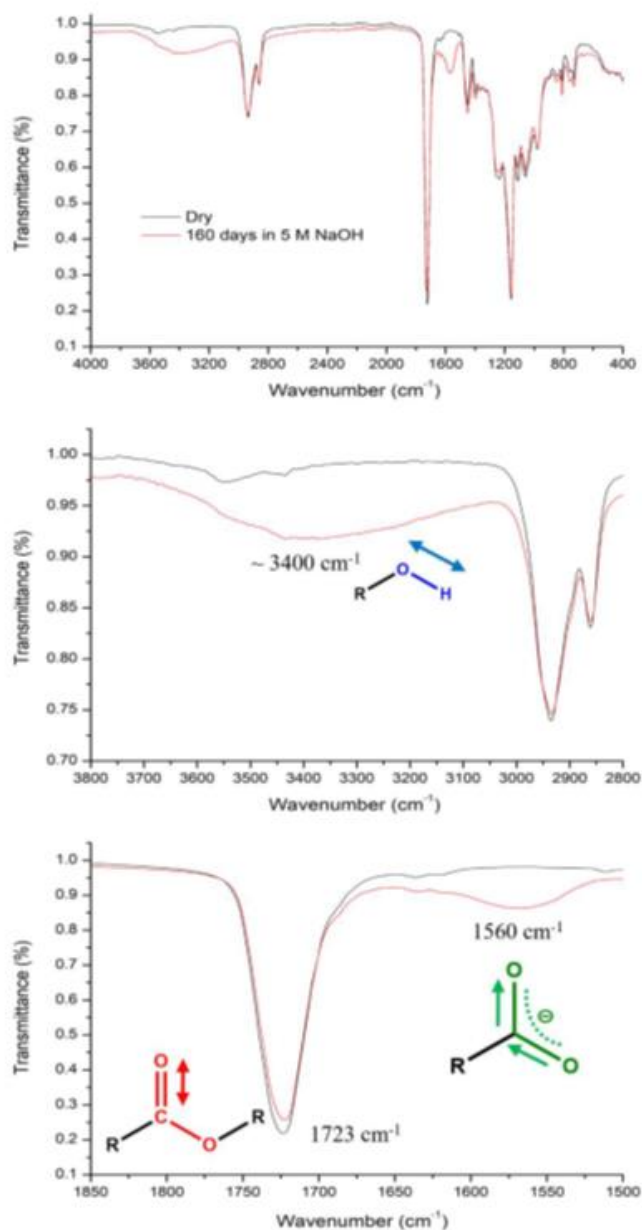 Transmittance (%)
1.0
0.9
0.8
0.7
0.6
0.5
0.4
0.3
0.2
0.1
Dry
160 days in 5 M NaOH
4000 3600 3200 2800 2400 2000 1600 1200 800 400
Wavenumber (cm-1)
Transmittance (%)
1.00
0.95
0.90
0.85
0.80
0.75
0.70
~ 3400 cm-1
R O H
3800 3700 3600 3500 3400 3300 3200 3100 3000 2900 2800
Wavenumber (cm-1)
Transmittance (%)
1.0
0.9
0.8
0.7
0.6
0.5
0.4
0.3
0.2
0.1
1560 cm-1
O
⊖
R O
O
R
C
R O
1723 cm-1
1850 1800 1750 1700 1650 1600 1550 1500
Wavenumber (cm-1)